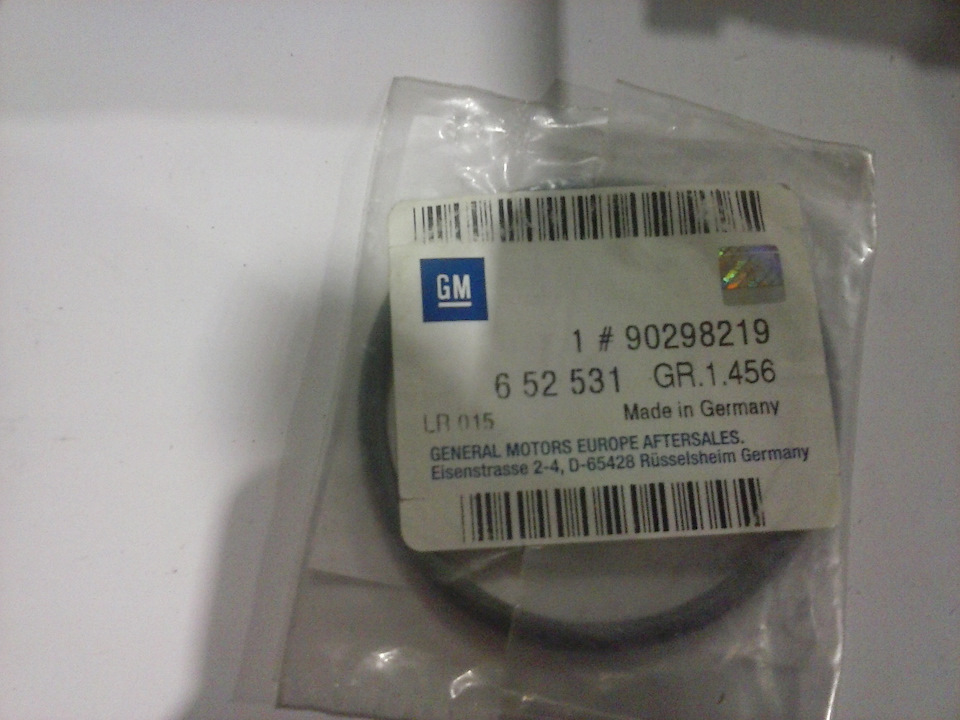 GM
1 # 90298219
6 52 531 GR.1.456
LR 015
Made in Germany
GENERAL MOTORS EUROPE AFTERSALES.
Eisenstrasse 2-4, D-65428 Rüsselsheim Germany